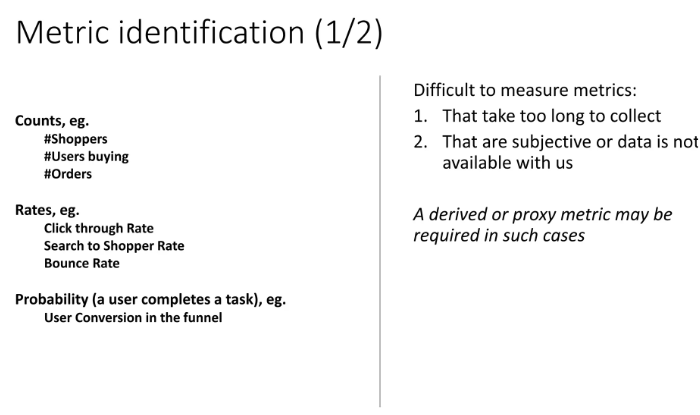 Metric identification (1/2)
Counts, eg.
#Shoppers
#Users buying
#Orders
Rates, eg.
Click through Rate
Search to Shopper Rate
Bounce Rate
Probability (a user completes a task), eg.
User Conversion in the funnel
Difficult to measure metrics:
1. That take too long to collect
2. That are subjective or data is not
available with us
A derived or proxy metric may be
required in such cases